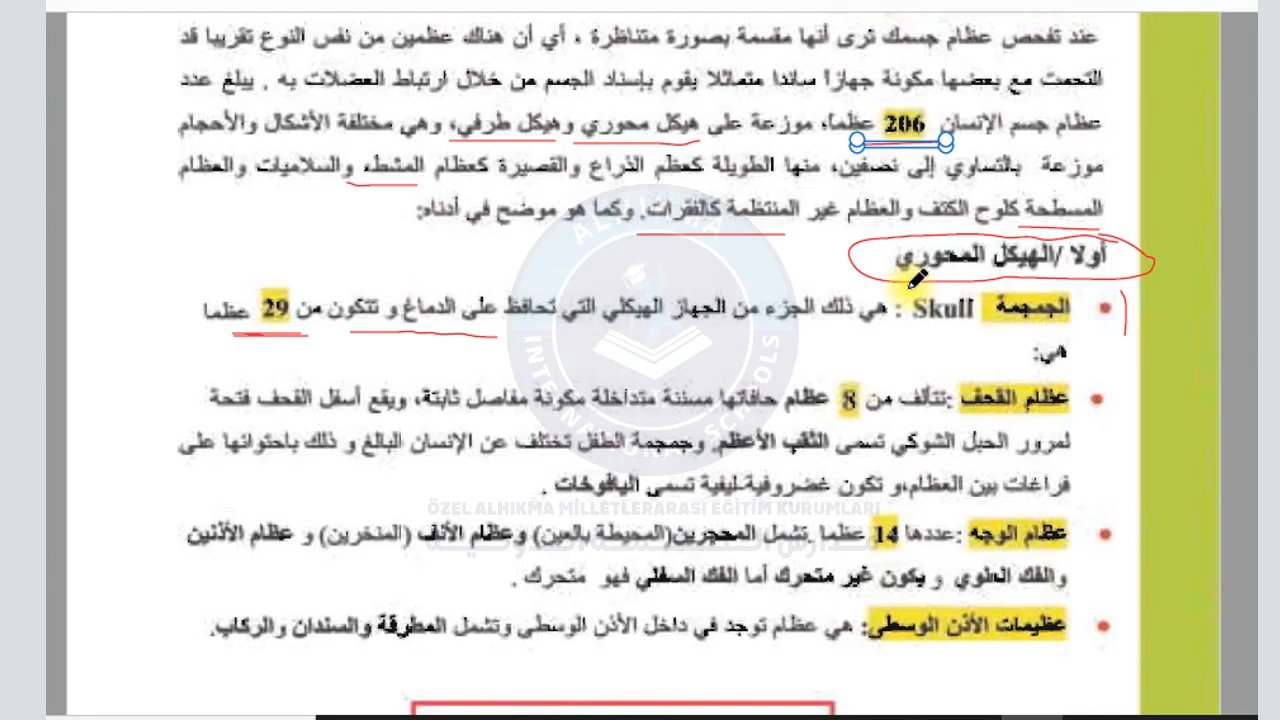 عند تفحص عظام جسمك ترى أنها مقسمة بصورة متناظرة ، أي أن هناك عظمين من نفس النوع تقريبا قد
التحمت مع بعضها مكونة جهازاً ساندا متماثلا يقوم بإسناد الجسم من خلال ارتباط العضلات به . يبلغ عدد
عظام جسم الإنسان 206 عظماً، موزعة على هيكل محوري وهيكل طرفي، وهي مختلفة الأشكال والأحجام
موزعة بالتساوي إلى نصفين، منها الطويلة كعظم الذراع والقصيرة كعظام المشط، والسلاميات والعظام
المسطحة كلوح الكتف والعظام غير المنتظمة كالفقرات. وكما هو موضح في أدناه:
أولا /الهيكل المحوري
الجمجمة Skull : هي ذلك الجزء من الجهاز الهيكلي التي تحافظ على الدماغ و تتكون من 29 عظما
هي:
عظام القحف :تتألف من 8 عظام حافاتها مسننة متداخلة مكونة مفاصل ثابتة، ويقع أسفل القحف فتحة
لمرور الحبل الشوكي تسمى الثقب الأعظم. وجمجمة الطفل تختلف عن الإنسان البالغ و ذلك باحتوائها على
فراغات بين العظام،و تكون غضروفية-ليفية تسمى اليافوخات .
ÖZEL ALHIKMA MİLLETLERARASI EĞİTİM KURUMLARI
عظام الوجه :عددها 14 عظما .تشمل المحجرين(المحيطة بالعين) وعظام الأنف (المنخرين) و عظام الأذنين
والفك العلوي و يكون غير متحرك أما الفك السفلي فهو متحرك .
عظيمات الأذن الوسطى: هي عظام توجد في داخل الأذن الوسطى وتشمل المطرقة والسندان والركاب.